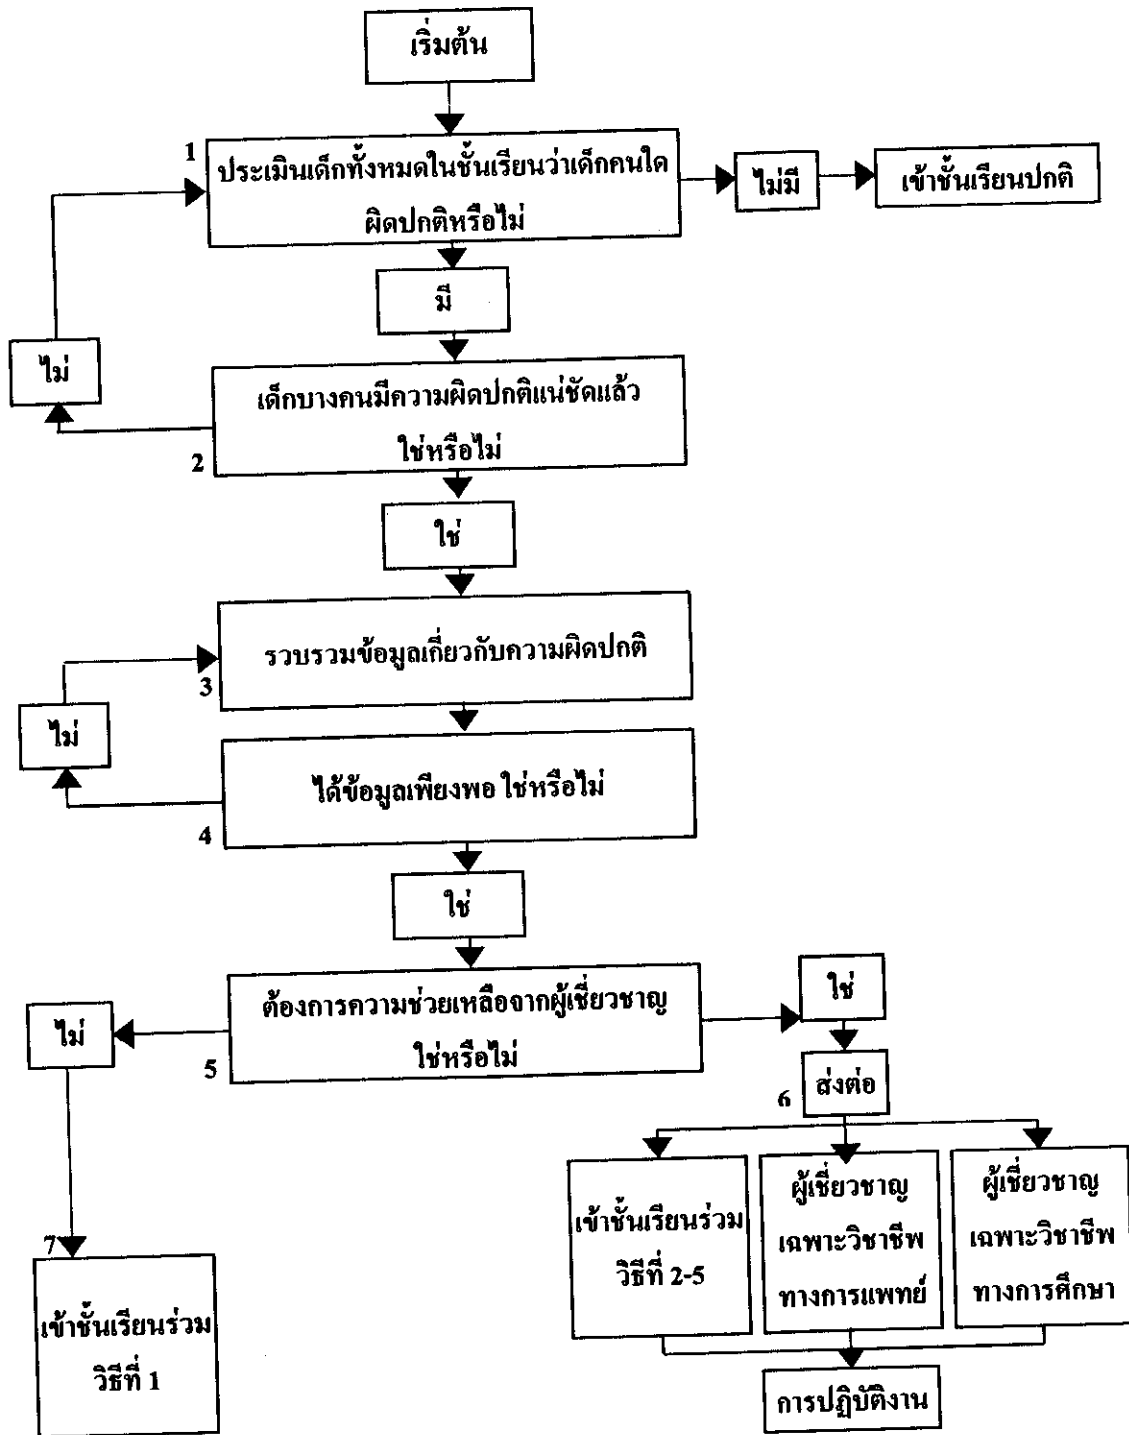 เริ่มต้น
1
ประเมินเด็กทั้งหมดในชั้นเรียนว่าเด็กคนใด
ผิดปกติหรือไม่
ไม่มี
เข้าชั้นเรียนปกติ
มี
ไม่
เด็กบางคนมีความผิดปกติแน่ชัดแล้ว
ใช่หรือไม่
2
ใช่
รวบรวมข้อมูลเกี่ยวกับความผิดปกติ
3
ไม่
ได้ข้อมูลเพียงพอ ใช่หรือไม่
4
ใช่
ต้องการความช่วยเหลือจากผู้เชี่ยวชาญ
ใช่หรือไม่
5
ไม่
ใช่
6
ส่งต่อ
เข้าชั้นเรียนร่วม
วิธีที่ 2-5
ผู้เชี่ยวชาญ
เฉพาะวิชาชีพ
ทางการแพทย์
ผู้เชี่ยวชาญ
เฉพาะวิชาชีพ
ทางการศึกษา
7
เข้าชั้นเรียนร่วม
วิธีที่ 1
การปฏิบัติงาน